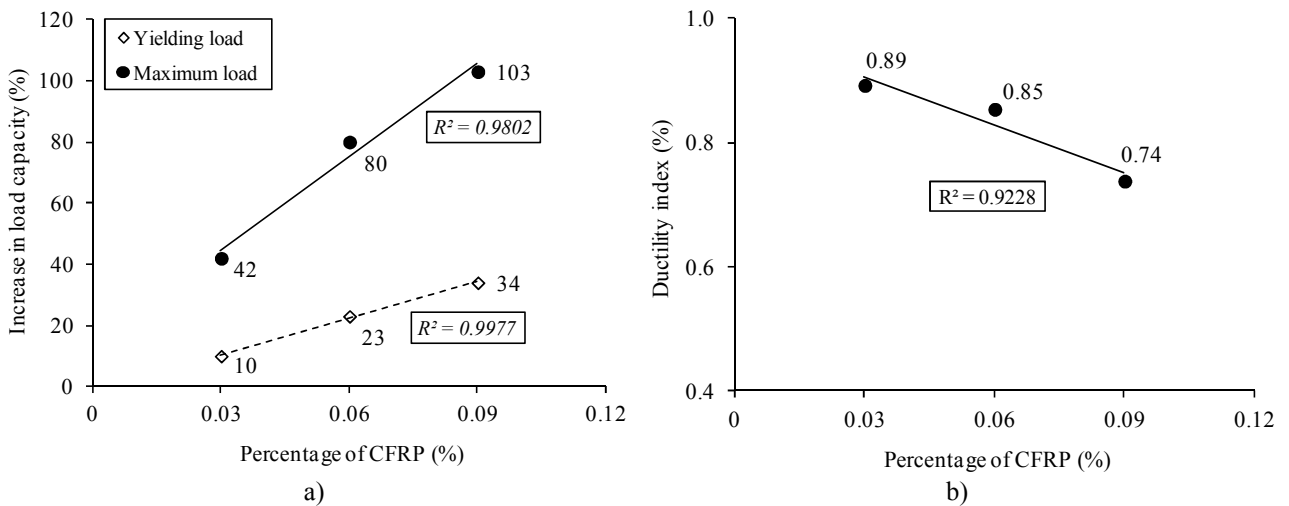 Increase in load capacity (%)
120
100
80
60
40
20
0
Yielding load
Maximum load
103
R² = 0.9802
80
42
34
R² = 0.9977
23
10
0
0.03
0.06
0.09
0.12
Percentage of CFRP (%)
a)
Ductility index (%)
1.0
0.8
0.6
0.4
0.89
0.85
0.74
R² = 0.9228
0
0.03
0.06
0.09
0.12
Percentage of CFRP (%)
b)